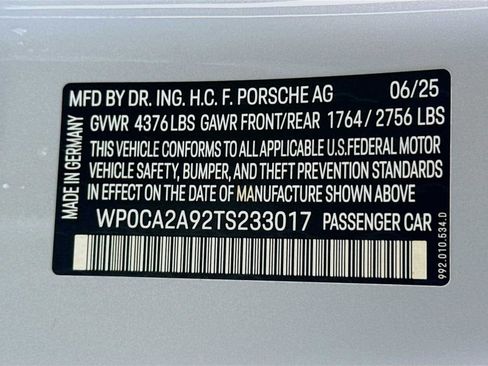 MFD BY DR. ING. H.C. F. PORSCHE AG 06/25
GVWR 4376 LBS GAWR FRONT/REAR 1764 / 2756 LBS
THIS VEHICLE CONFORMS TO ALL APPLICABLE U.S.FEDERAL MOTOR
VEHICLE SAFETY, BUMPER, AND THEFT PREVENTION STANDARDS
IN EFFECT ON THE DATE OF MANUFACTURE SHOWN ABOVE.
WP0CA2A92TS233017 PASSENGER CAR
MADE IN GERMANY
992.010.534.D